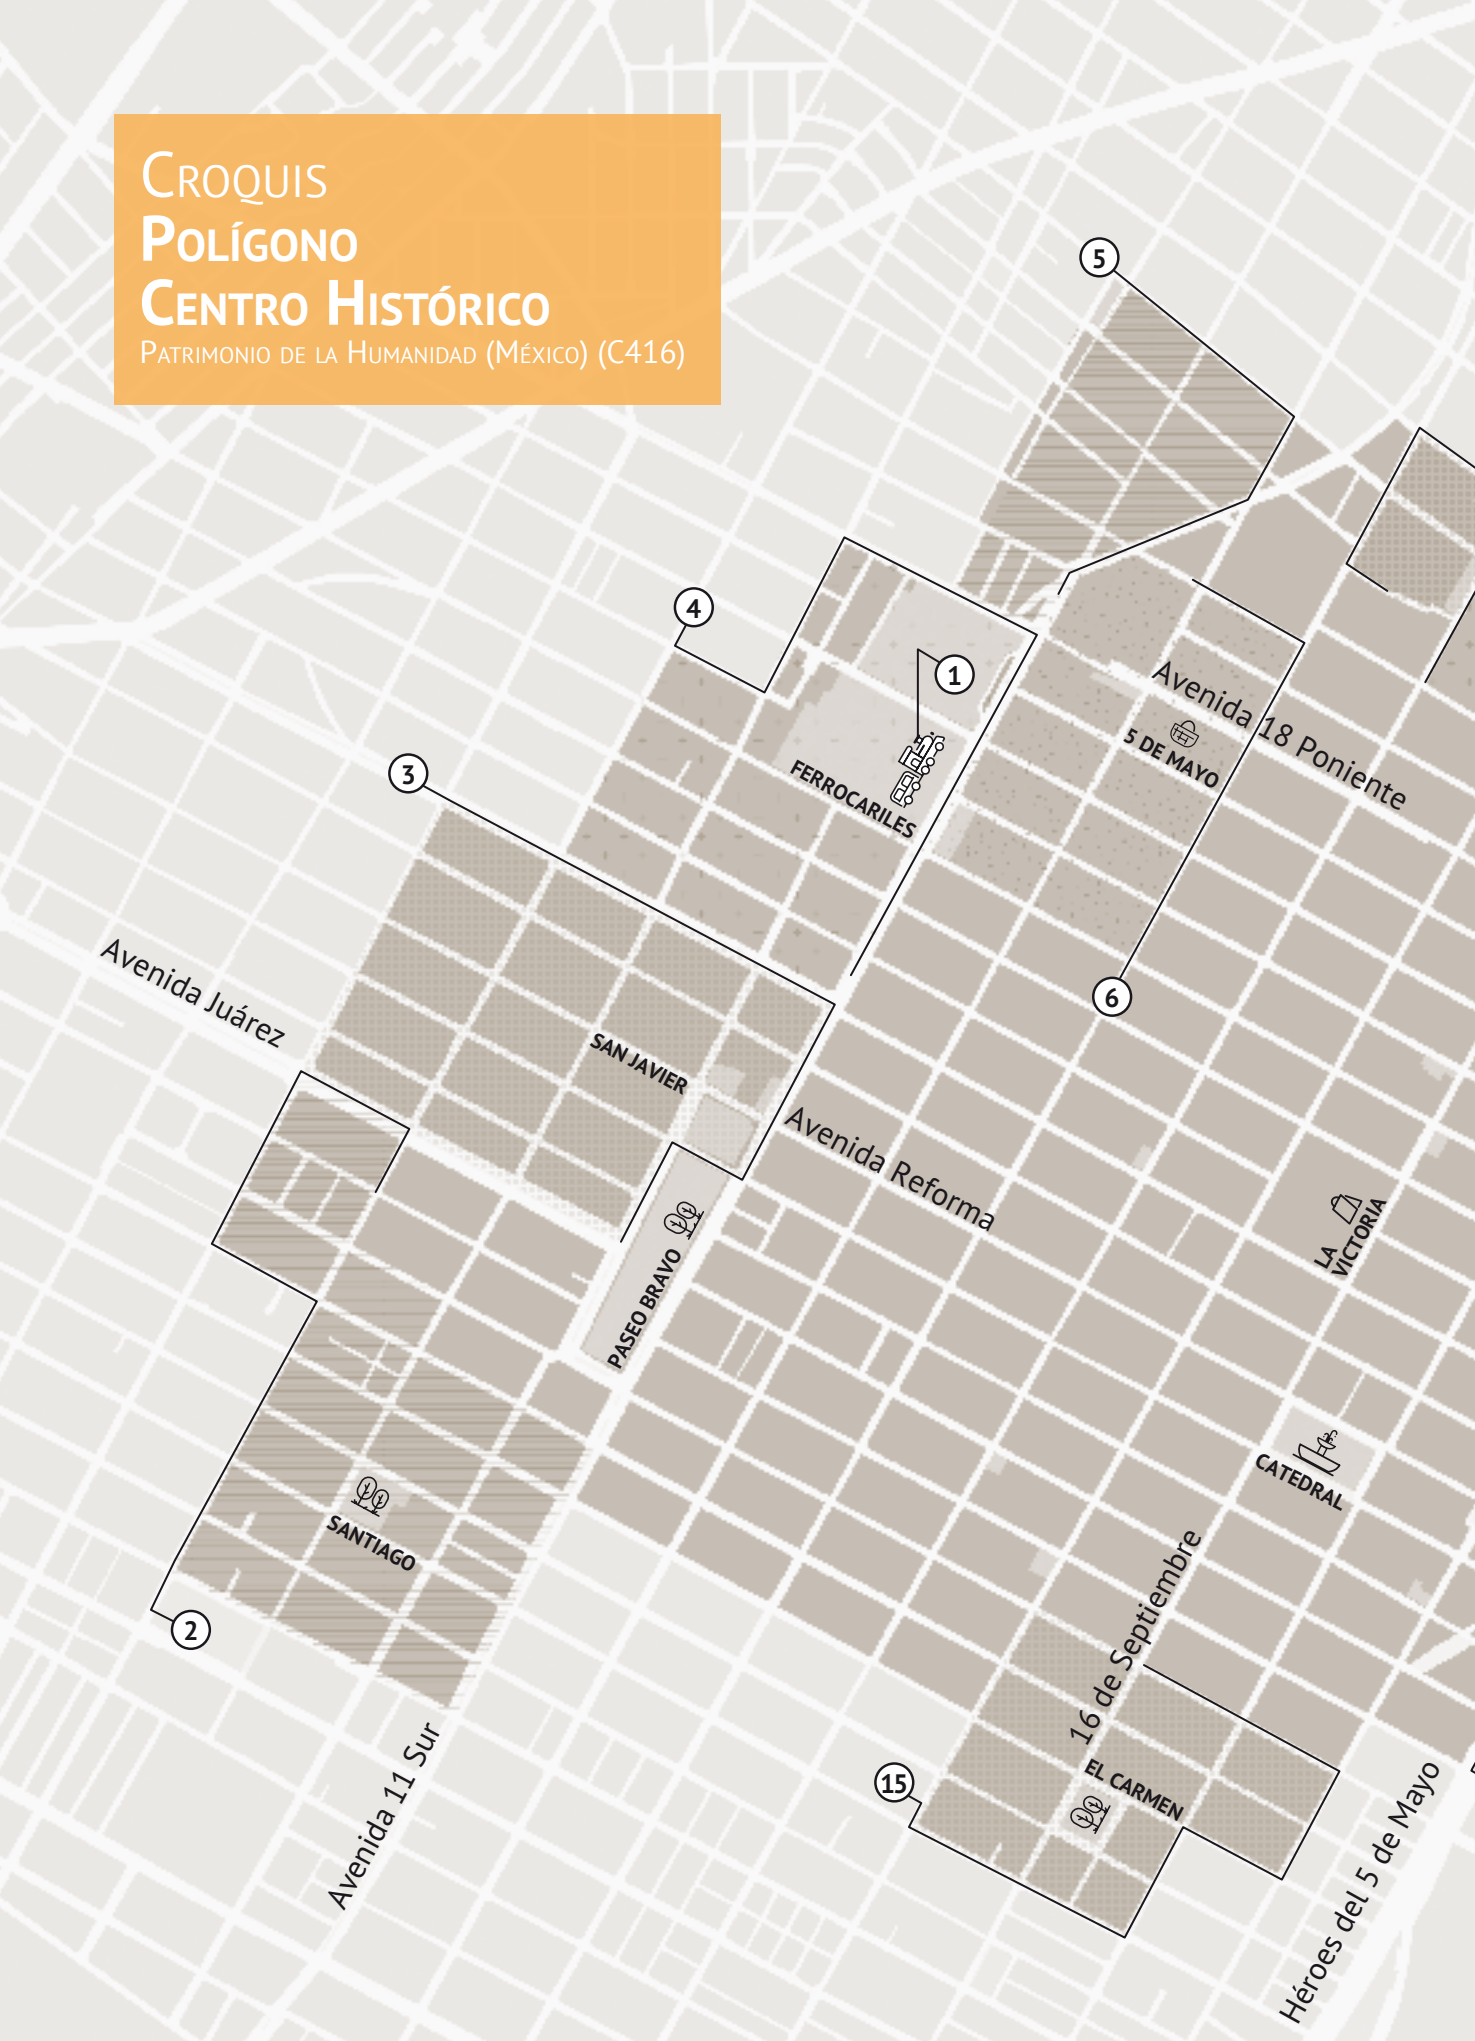 Croquis
Polígono
Centro Histórico
Patrimonio de la Humanidad (México) (C416)
5
4
1
Avenida 18 Poniente
5 DE MAYO
3
FERROCARILES
Avenida Juárez
6
SAN JAVIER
Avenida Reforma
LA
VICTORIA
PASEO BRAVO
CATEDRAL
SANTIAGO
16 de Septiembre
2
Avenida 11 Sur
15
EL CARMEN
Héroes del 5 de Mayo